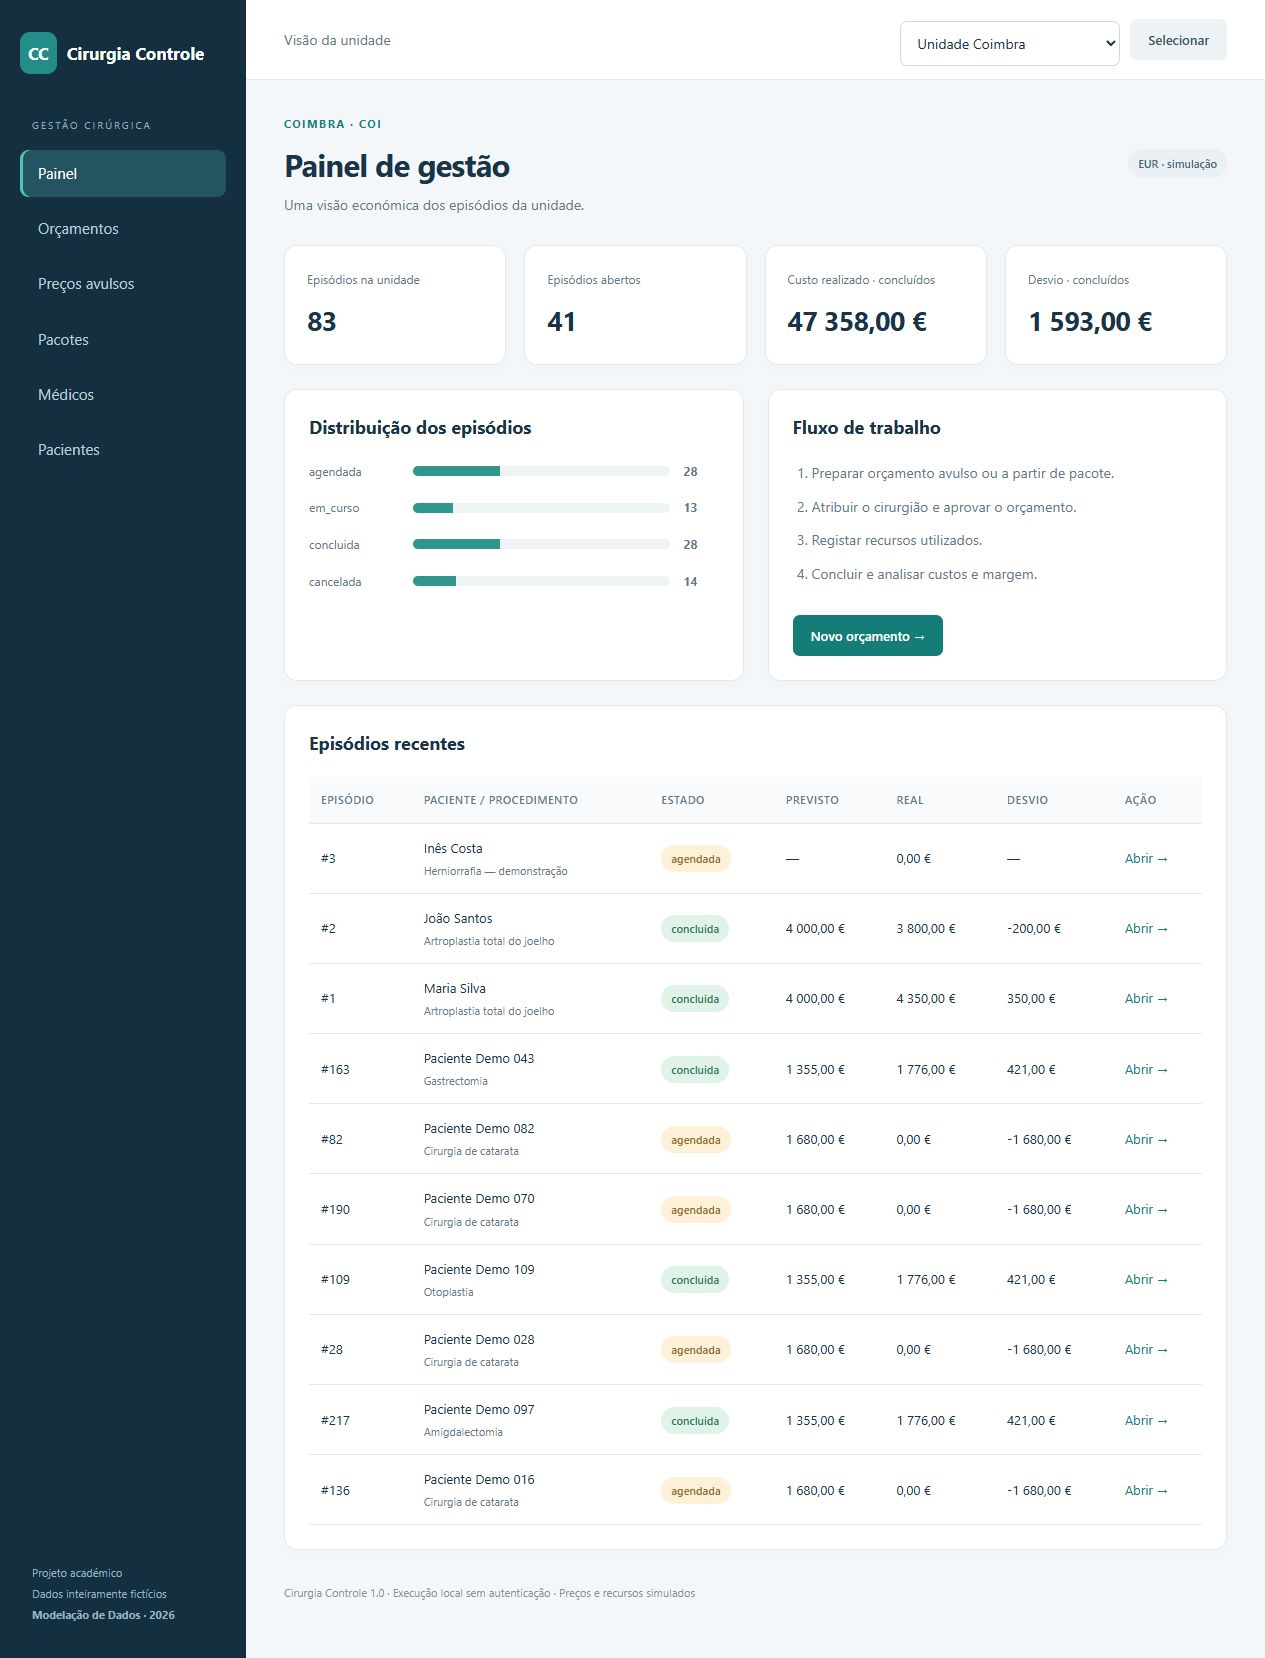 CC Cirurgia Controle
GESTÃO CIRÚRGICA
Painel
Orçamentos
Preços avulsos
Pacotes
Médicos
Pacientes
Projeto académico
Dados inteiramente fictícios
Modelação de Dados · 2026
Visão da unidade
Unidade Coimbra
Selecionar
COIMBRA · COI
Painel de gestão
EUR · simulação
Uma visão económica dos episódios da unidade.
Episódios na unidade
83
Episódios abertos
41
Custo realizado · concluídos
47 358,00 €
Desvio · concluídos
1 593,00 €
Distribuição dos episódios
agendada 28
em_curso 13
concluida 28
cancelada 14
Fluxo de trabalho
1. Preparar orçamento avulso ou a partir de pacote.
2. Atribuir o cirurgião e aprovar o orçamento.
3. Registar recursos utilizados.
4. Concluir e analisar custos e margem.
Novo orçamento →
Episódios recentes
EPISÓDIO PACIENTE / PROCEDIMENTO ESTADO PREVISTO REAL DESVIO AÇÃO
#3 Inês Costa agendada — 0,00 € — Abrir →
Herniorrafia — demonstração
#2 João Santos concluida 4 000,00 € 3 800,00 € -200,00 € Abrir →
Artroplastia total do joelho
#1 Maria Silva concluida 4 000,00 € 4 350,00 € 350,00 € Abrir →
Artroplastia total do joelho
#163 Paciente Demo 043 concluida 1 355,00 € 1 776,00 € 421,00 € Abrir →
Gastrectomia
#82 Paciente Demo 082 agendada 1 680,00 € 0,00 € -1 680,00 € Abrir →
Cirurgia de catarata
#190 Paciente Demo 070 agendada 1 680,00 € 0,00 € -1 680,00 € Abrir →
Cirurgia de catarata
#109 Paciente Demo 109 concluida 1 355,00 € 1 776,00 € 421,00 € Abrir →
Otoplastia
#28 Paciente Demo 028 agendada 1 680,00 € 0,00 € -1 680,00 € Abrir →
Cirurgia de catarata
#217 Paciente Demo 097 concluida 1 355,00 € 1 776,00 € 421,00 € Abrir →
Amigdalectomia
#136 Paciente Demo 016 agendada 1 680,00 € 0,00 € -1 680,00 € Abrir →
Cirurgia de catarata
Cirurgia Controle 1.0 · Execução local sem autenticação · Preços e recursos simulados